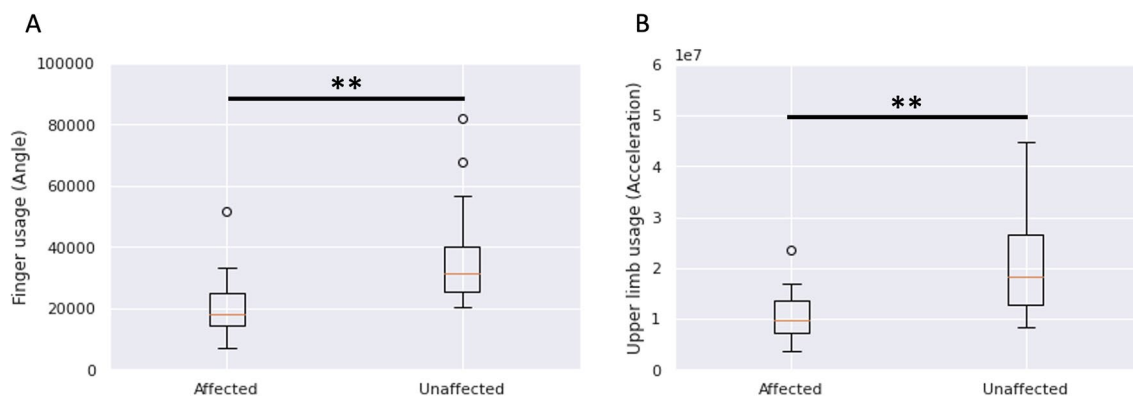 A
Finger usage (Angle)
100000
80000
60000
40000
20000
0
**
Affected
Unaffected
B
Upper limb usage (Acceleration)
1e7
6
5
4
3
2
1
0
**
Affected
Unaffected